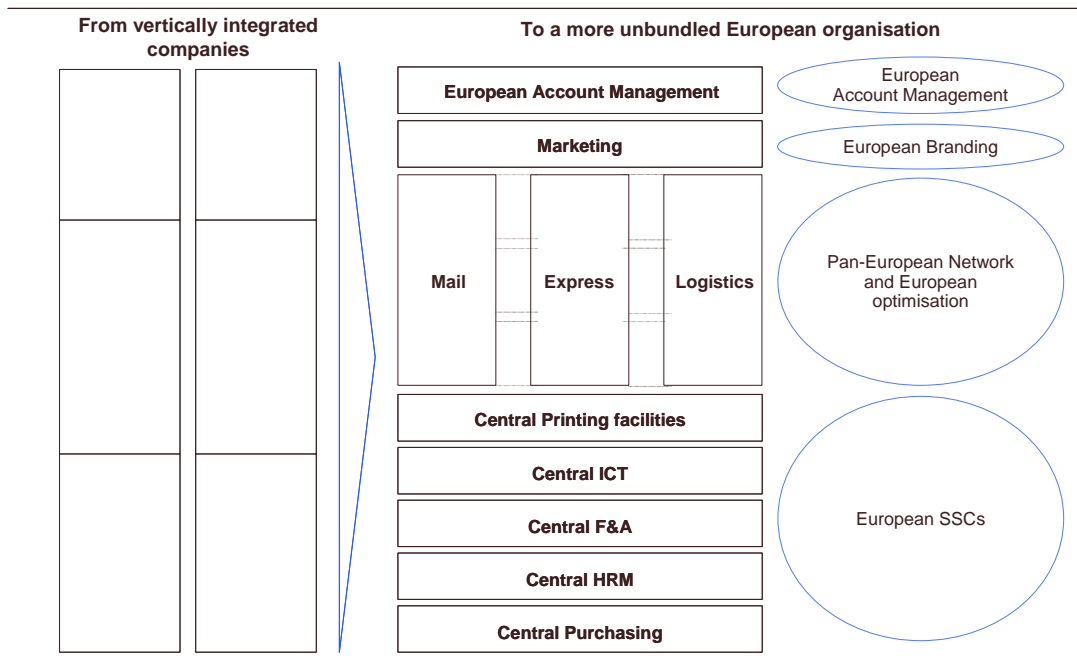 From vertically integrated
companies
To a more unbundled European organisation
European Account Management
European
Account Management
Marketing
European Branding
Mail
Express
Logistics
Pan-European Network
and European
optimisation
Central Printing facilities
Central ICT
Central F&A
European SSCs
Central HRM
Central Purchasing